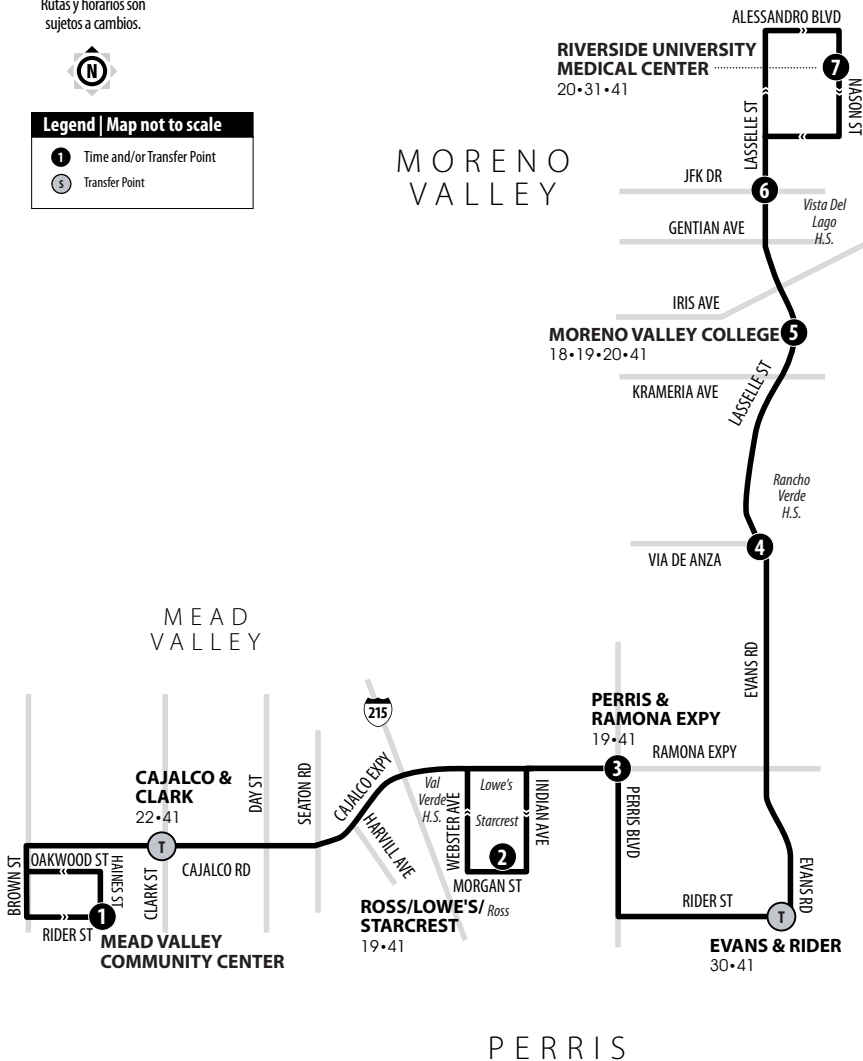 Rutas y horarios son
sujetos a cambios.
N
Legend | Map not to scale
1 Time and/or Transfer Point
S Transfer Point
ALESSANDRO BLVD
RIVERSIDE UNIVERSITY
MEDICAL CENTER
20•31•41
7
NASON ST
LASSELLE ST
MORENO
VALLEY
JFK DR
6
Vista Del
Lago
H.S.
GENTIAN AVE
IRIS AVE
MORENO VALLEY COLLEGE
18•19•20•41
5
KRAMERIA AVE
LASSELLE ST
Rancho
Verde
H.S.
4
VIA DE ANZA
MEAD
VALLEY
EVANS RD
215
PERRIS &
RAMONA EXPY
19•41
3
RAMONA EXPY
CAJALCO &
CLARK
22•41
DAY ST
SEATON RD
CAJALCO EXPY
HARVILL AVE
Val
Verde
H.S.
WEBSTER AVE
Lowe's
Starcrest
INDIAN AVE
PERRIS BLVD
T
BROWN ST
OAKWOOD ST
HAINES ST
CLARK ST
CAJALCO RD
2
MORGAN ST
1
RIDER ST
MEAD VALLEY
COMMUNITY CENTER
ROSS/LOWE'S/
STARCREST
19•41
Ross
RIDER ST
T
EVANS RD
EVANS & RIDER
30•41
PERRIS